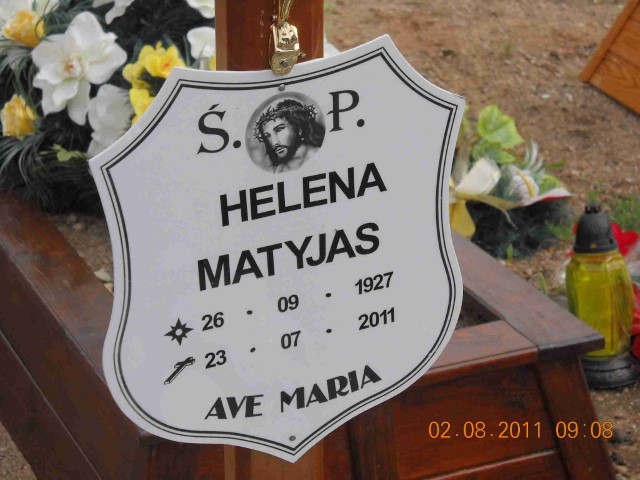 Ś. P.
HELENA
MATYJAS
26 · 09 · 1927
23 · 07 · 2011
AVE MARIA
02.08.2011 09:08